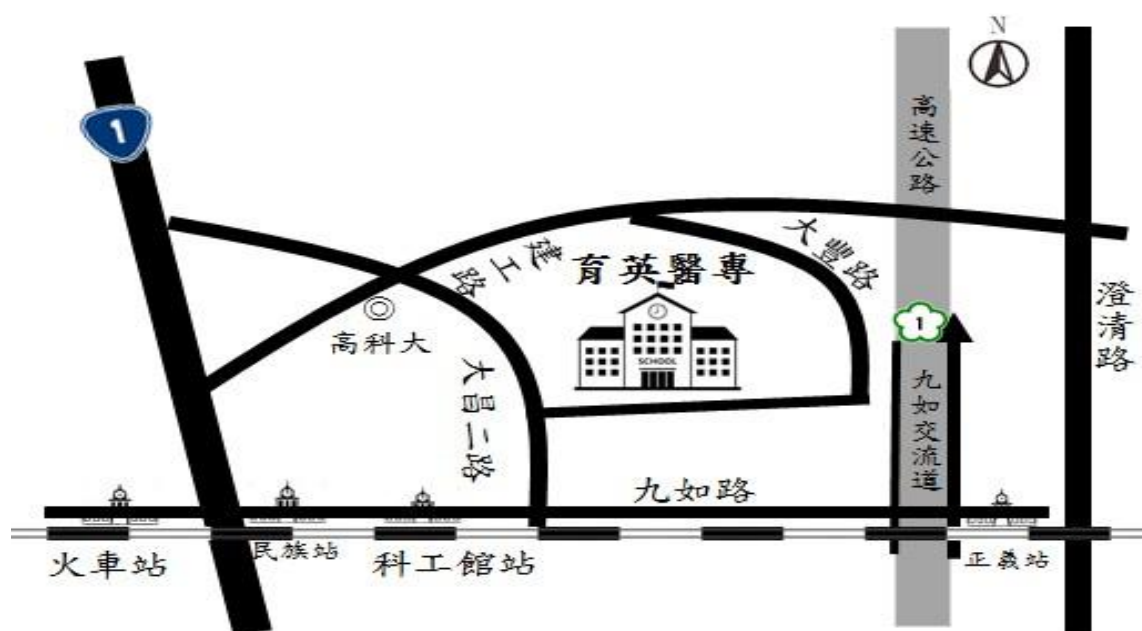 N
1
高速公路
建工路
大豐路
育英醫專
SCHOOL
澄清路
1
高科大
大昌二路
九如交流道
九如路
火車站
民族站
科工館站
正義站